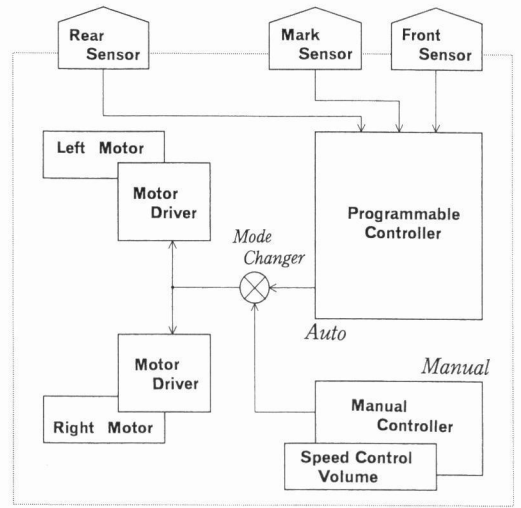 Rear
Sensor
Mark
Sensor
Front
Sensor
Left Motor
Motor
Driver
Programmable
Controller
Mode
Changer
Auto
Motor
Driver
Right Motor
Manual
Manual
Controller
Speed Control
Volume